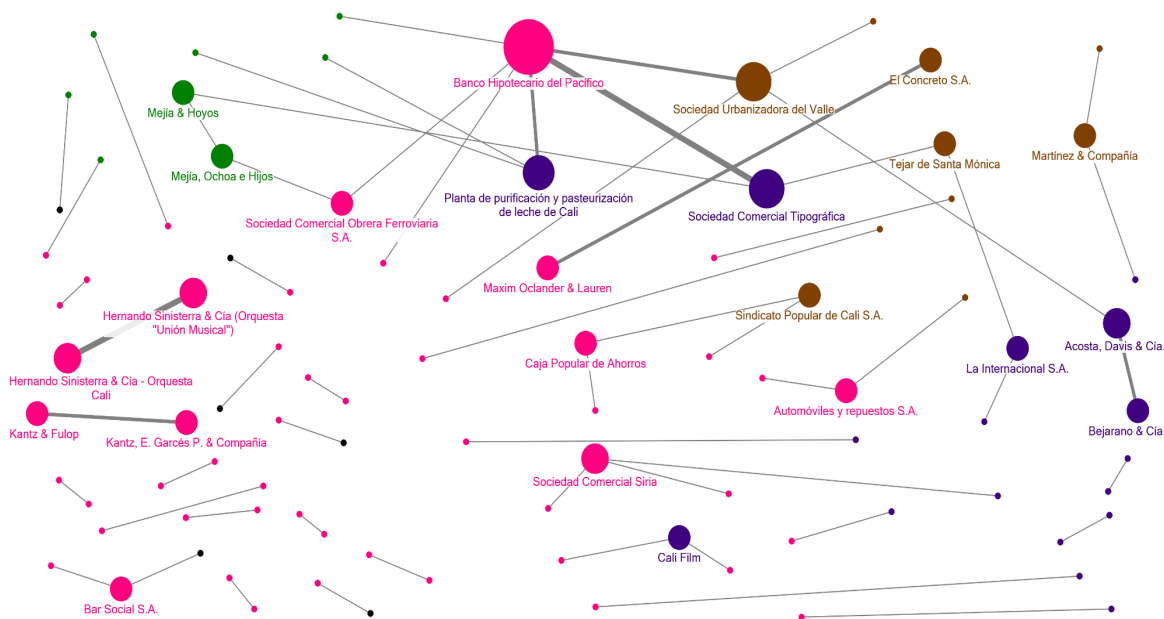 Banco Hipotecario del Pacífico
El Concreto S.A.
Mejía & Hoyos
Sociedad Urbanizadora del Valle
Mejía, Ochoa e Hijos
Tejar de Santa Mónica
Martínez & Compañía
Planta de purificación y pasteurización
de leche de Cali
Sociedad Comercial Tipográfica
Sociedad Comercial Obrera Ferroviaria
S.A.
Maxim Oclander & Lauren
Hernando Sinisterra & Cía (Orquesta
"Unión Musical")
Sindicato Popular de Cali S.A.
Acosta, Davis & Cía.
Caja Popular de Ahorros
La Internacional S.A.
Hernando Sinisterra & Cía - Orquesta
Cali
Automóviles y repuestos S.A.
Kantz & Fulop
Kantz, E. Garcés P. & Compañía
Bejarano & Cía.
Sociedad Comercial Siria
Cali Film
Bar Social S.A.